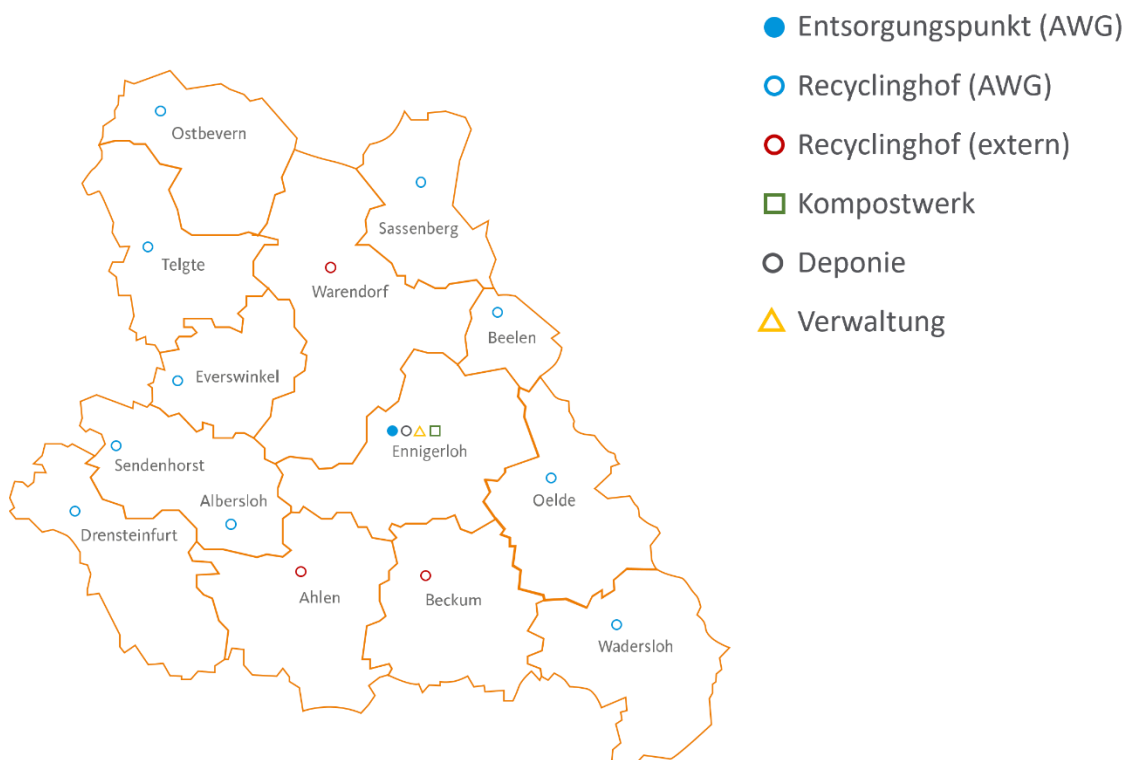 Entsorgungspunkt (AWG)
Recyclinghof (AWG)
Recyclinghof (extern)
Kompostwerk
Deponie
Verwaltung
Ostbevern
Sassenberg
Telgte
Warendorf
Beelen
Everswinkel
Ennigerloh
Sendenhorst
Albersloh
Oelde
Drensteinfurt
Ahlen
Beckum
Wadersloh